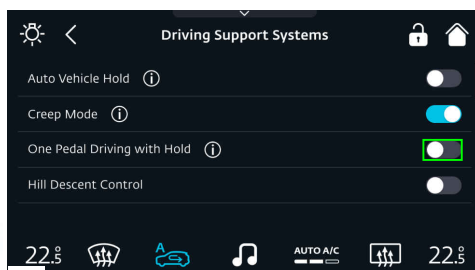 Driving Support Systems
Auto Vehicle Hold i
Creep Mode i
One Pedal Driving with Hold i
Hill Descent Control
22.5 A AUTO A/C 22.5